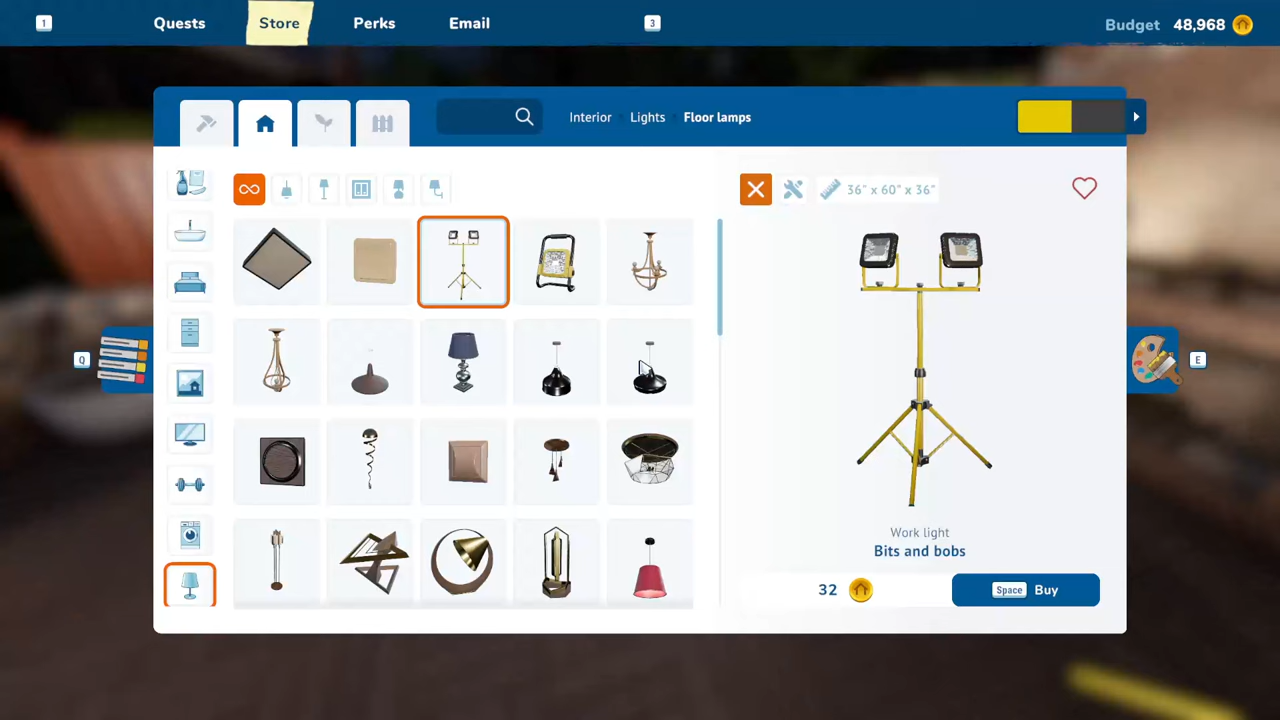 1
Quests
Store
Perks
Email
3
Budget 48,968
Interior Lights Floor lamps
36" x 60" x 36"
Q
E
Work light
Bits and bobs
32
Space Buy